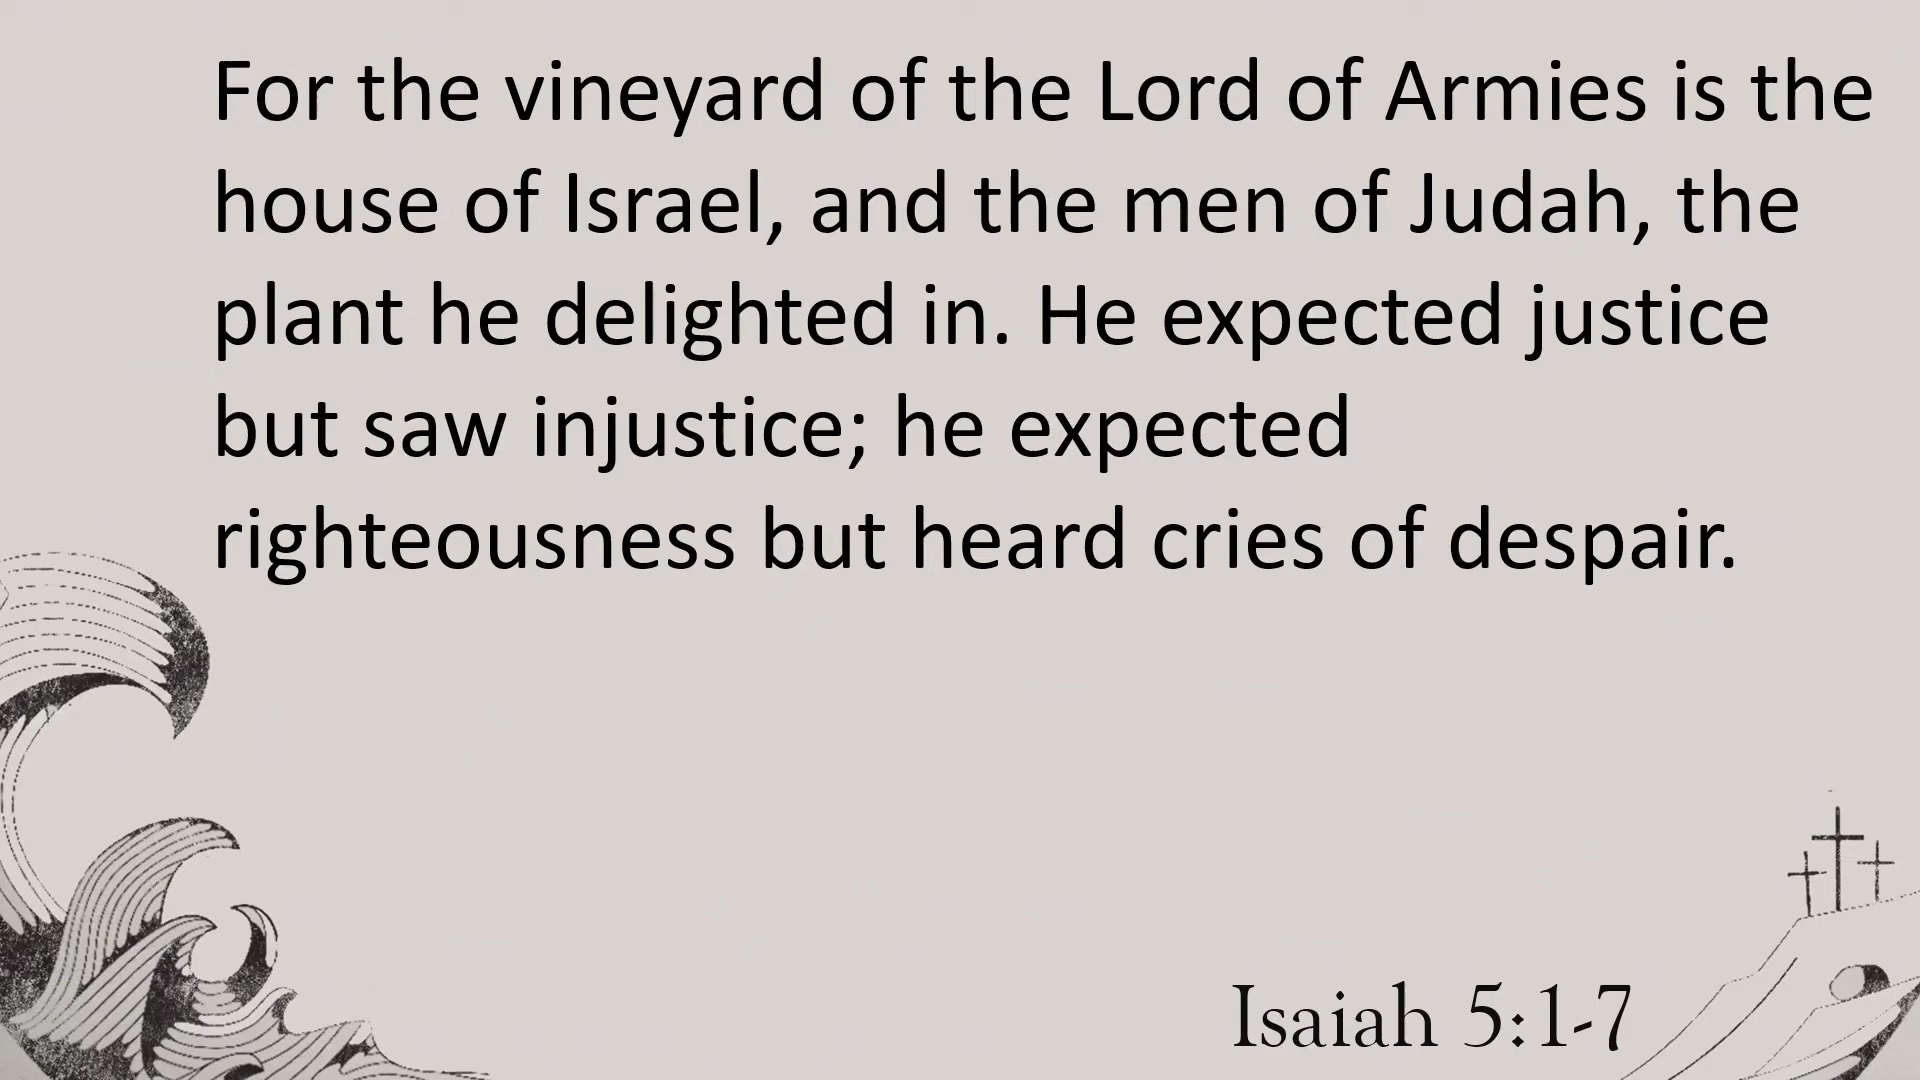 For the vineyard of the Lord of Armies is the
house of Israel, and the men of Judah, the
plant he delighted in. He expected justice
but saw injustice; he expected
righteousness but heard cries of despair.
Isaiah 5:1-7